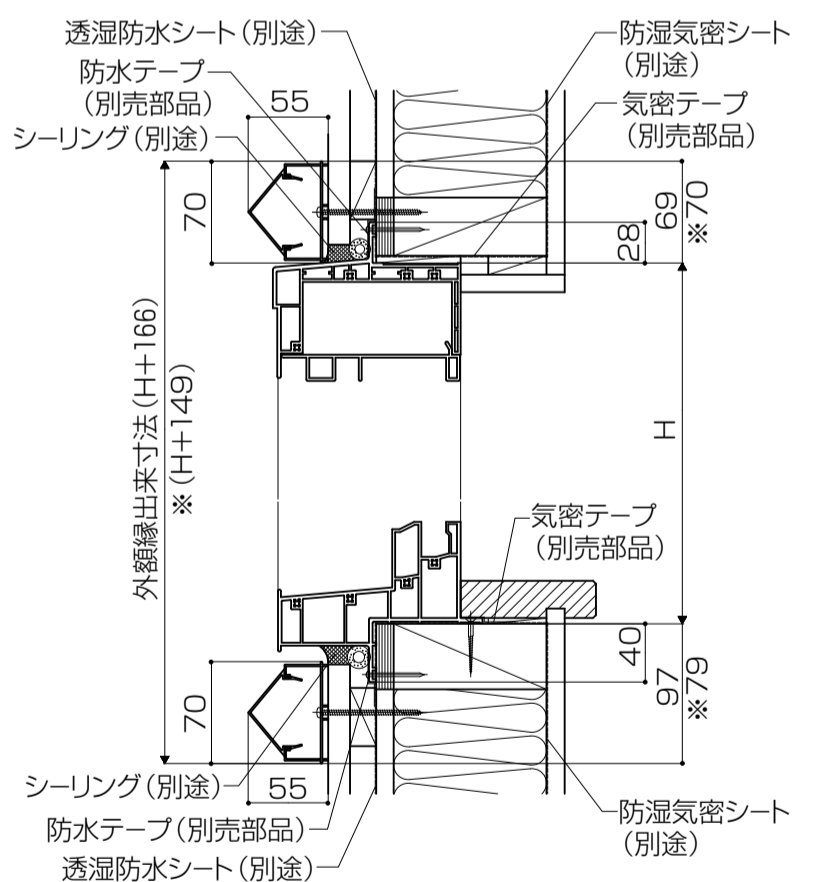 透湿防水シート(別途)
防水テープ
(別売部品)
シーリング(別途)
55
70
防湿気密シート
(別途)
気密テープ
(別売部品)
69
※70
28
外額縁出来寸法(H+166)
※(H+149)
H
気密テープ
(別売部品)
40
97
※79
70
55
シーリング(別途)
防水テープ(別売部品)
透湿防水シート(別途)
防湿気密シート
(別途)